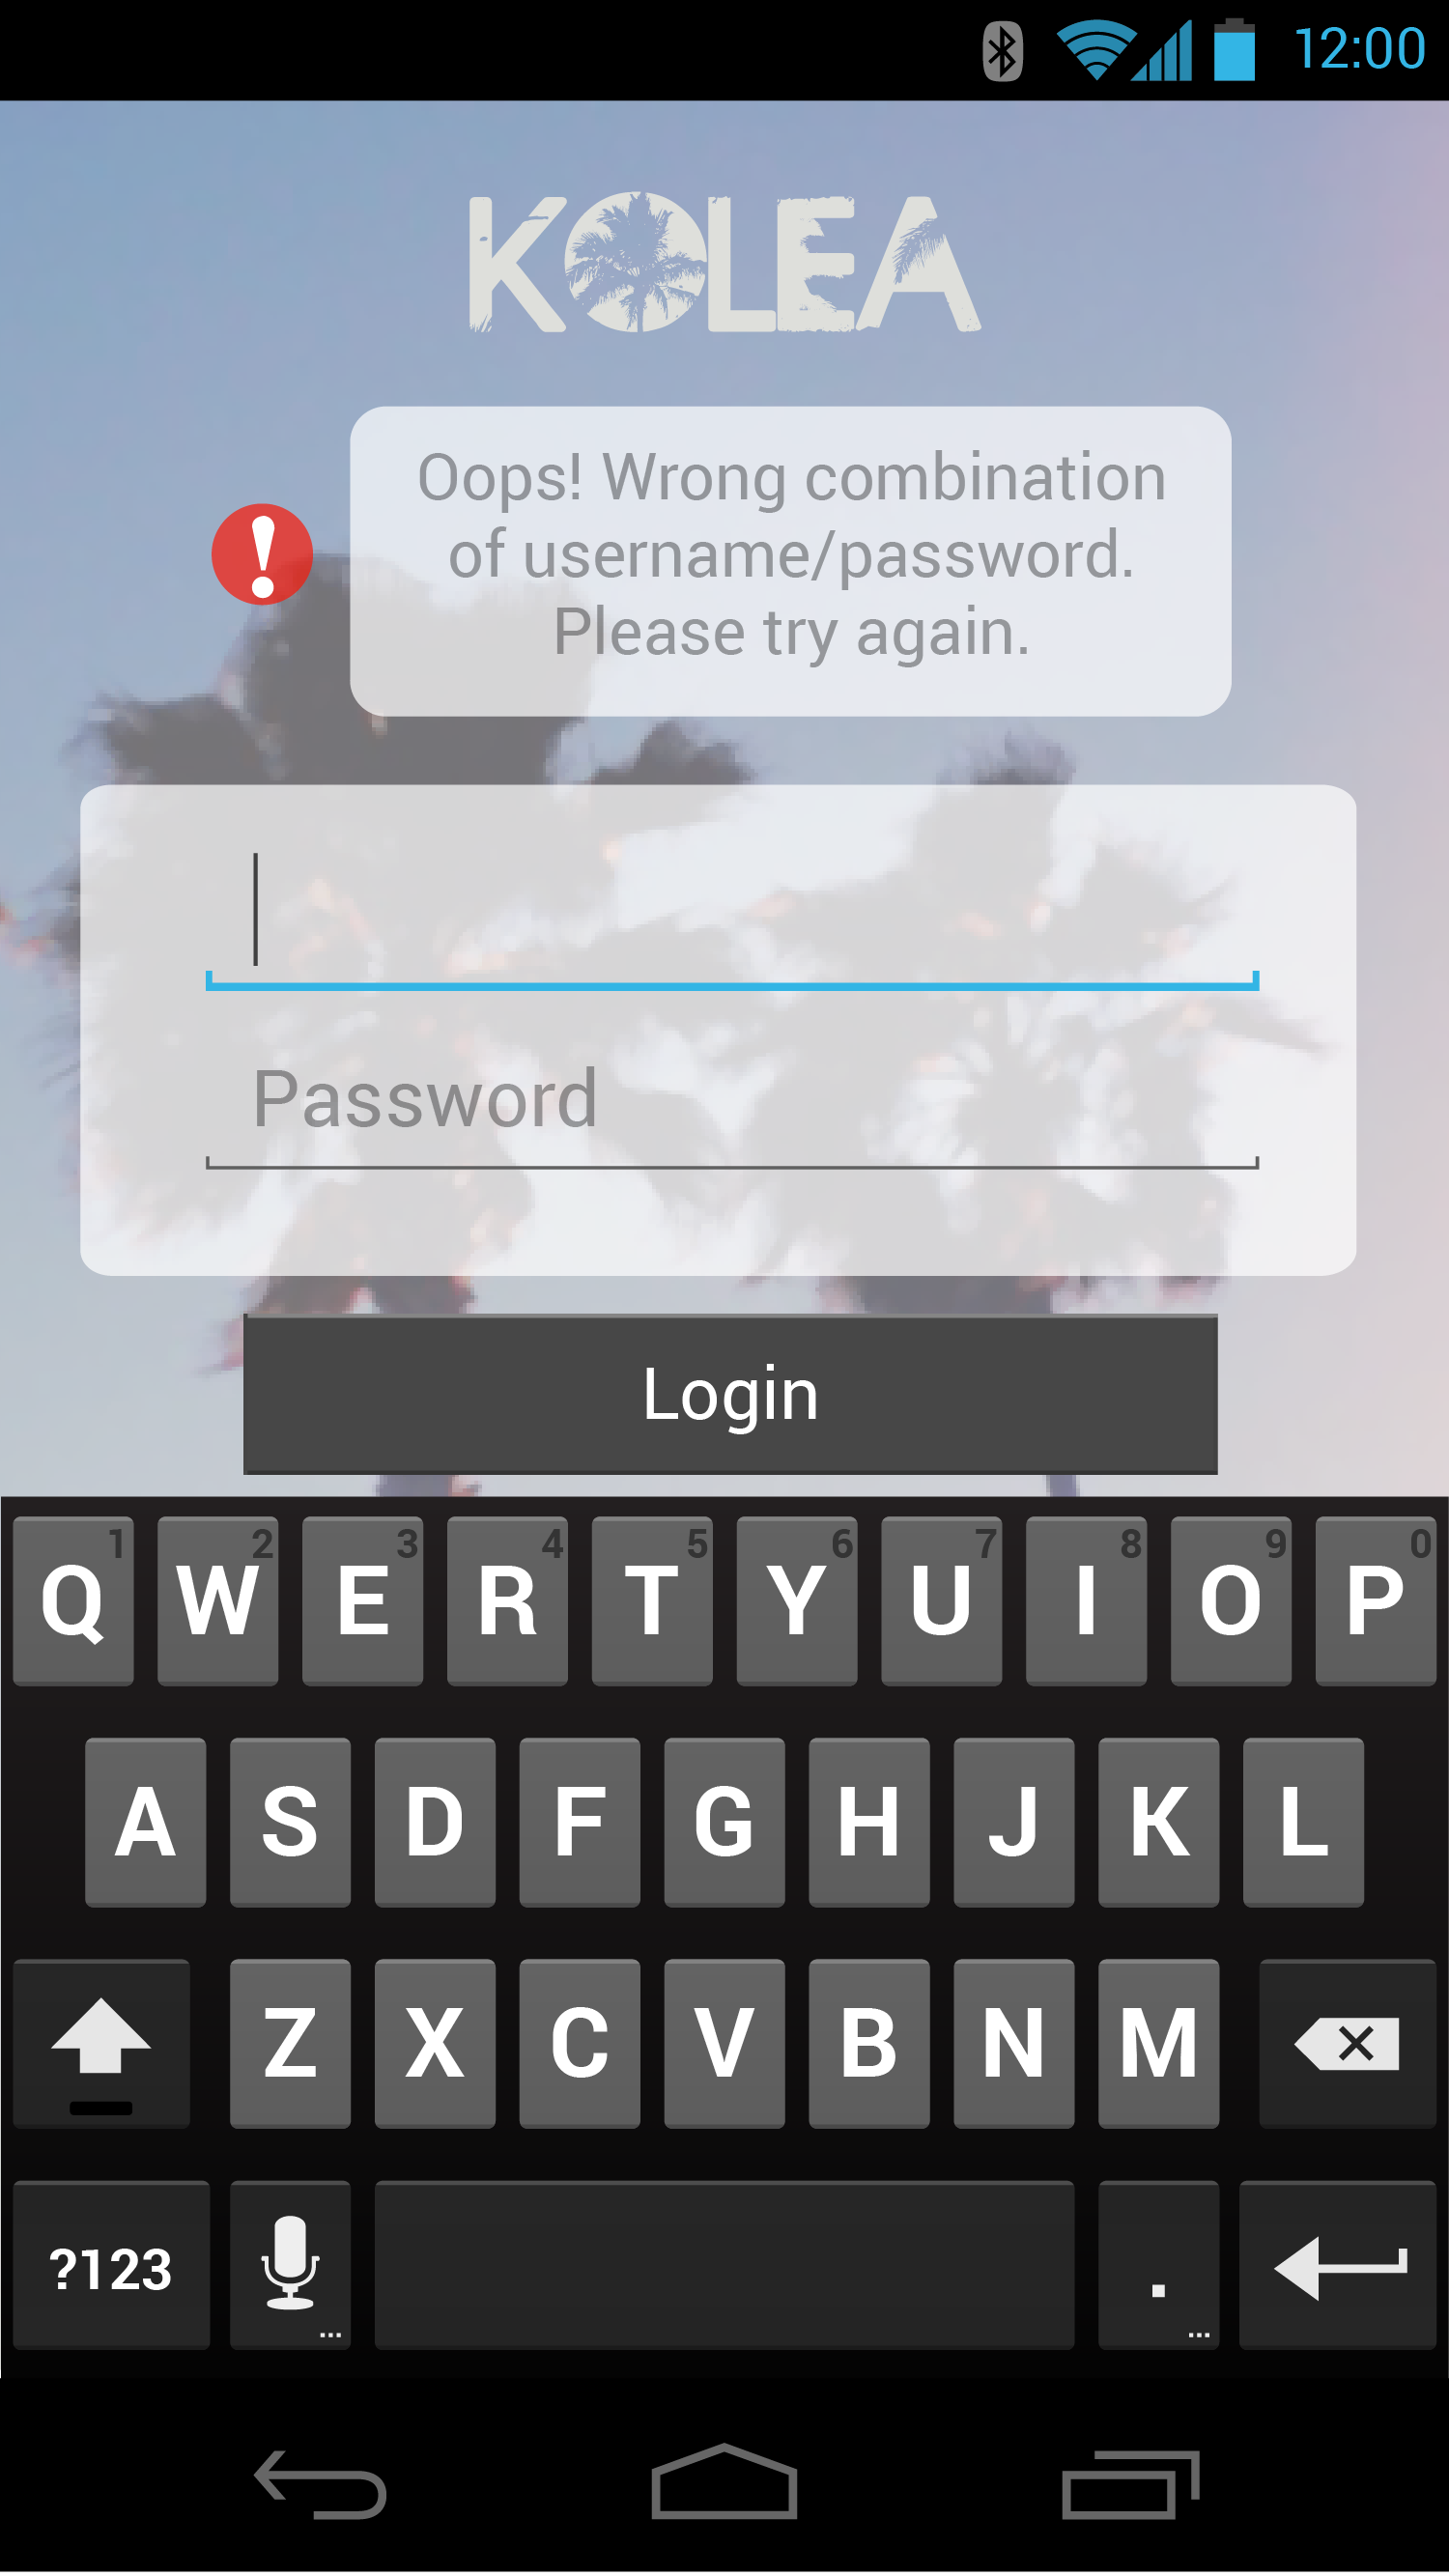 12:00
KOLEA
Oops! Wrong combination
of username/password.
Please try again.
Password
Login
1 2 3 4 5 6 7 8 9 0
Q W E R T Y U I O P
A S D F G H J K L
Z X C V B N M
?123 ... . ...